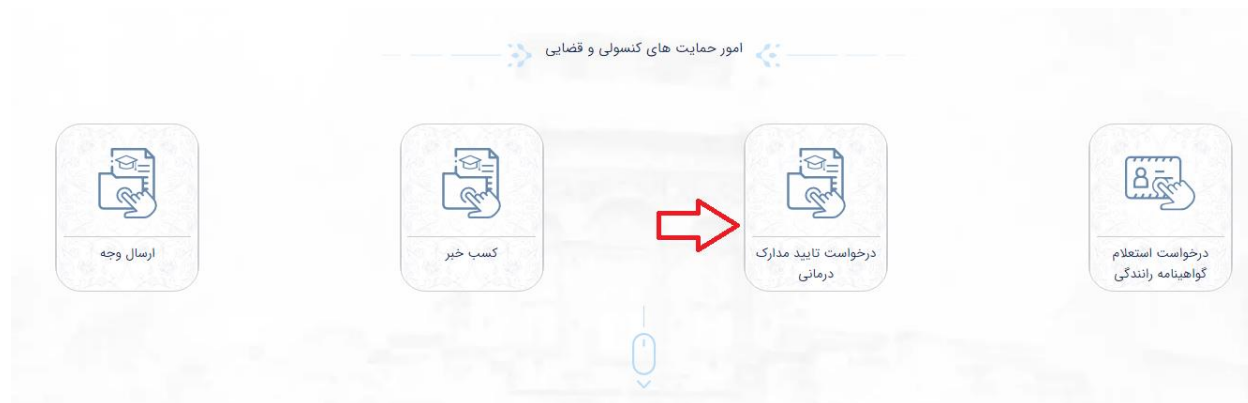 امور حمایت های کنسولی و قضایی
درخواست استعلام
گواهینامه رانندگی
درخواست تایید مدارک
درمانی
کسب خبر
ارسال وجه